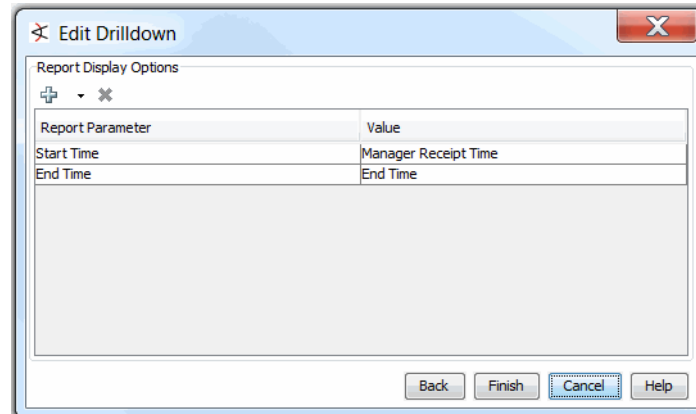 Edit Drilldown
Report Display Options
Report Parameter Value
Start Time Manager Receipt Time
End Time End Time
Back Finish Cancel Help